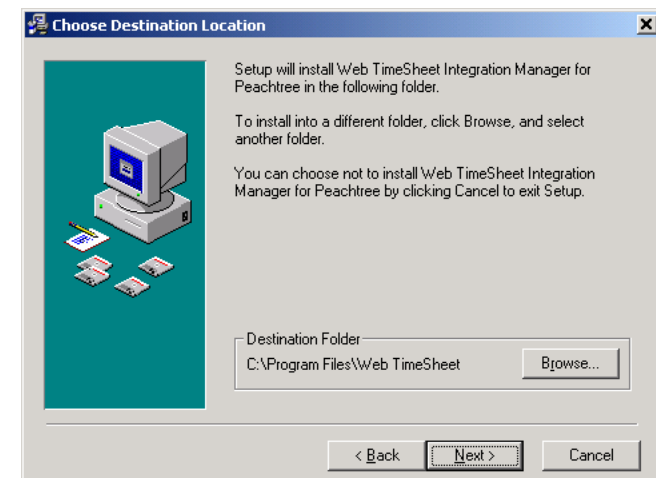 Choose Destination Location
Setup will install Web TimeSheet Integration Manager for
Peachtree in the following folder.
To install into a different folder, click Browse, and select
another folder.
You can choose not to install Web TimeSheet Integration
Manager for Peachtree by clicking Cancel to exit Setup.
Destination Folder
C:\Program Files\Web TimeSheet
Browse...
< Back
Next >
Cancel